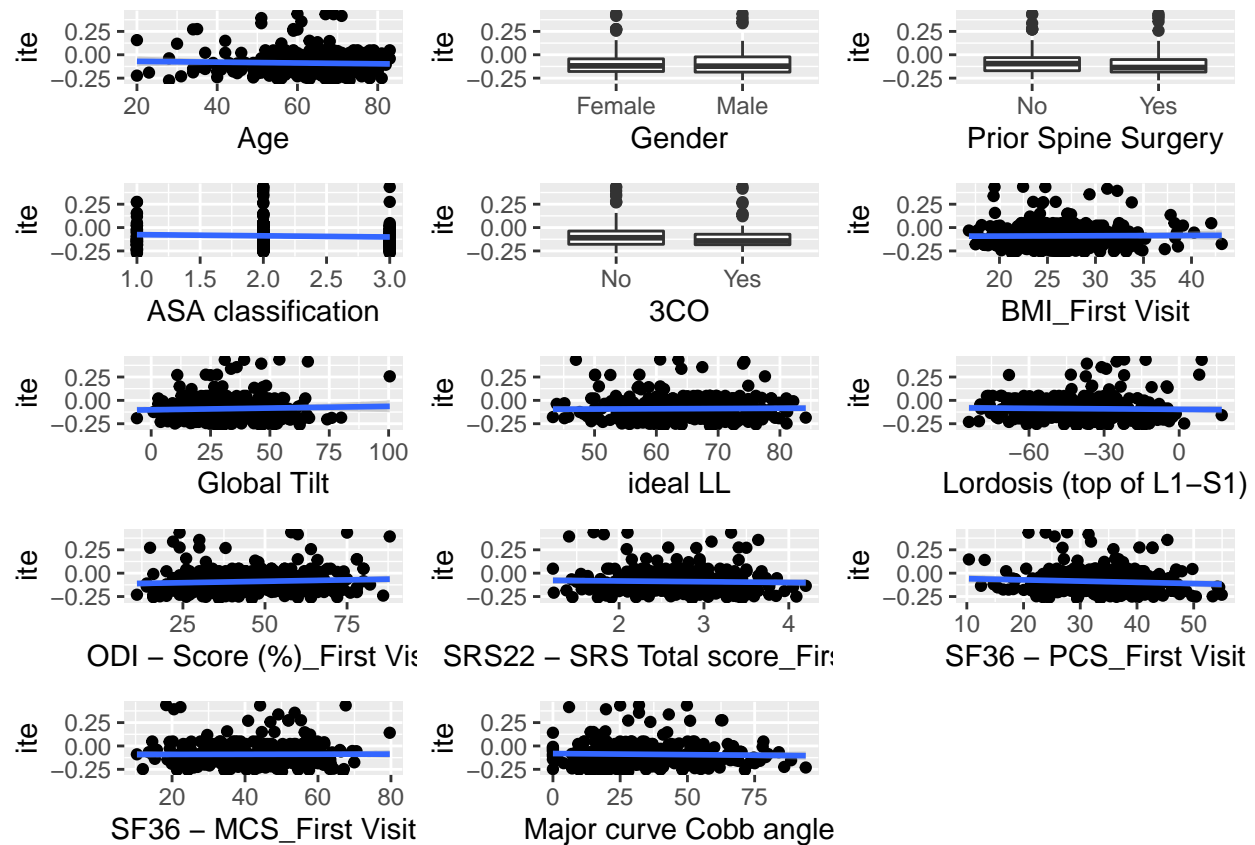 ite
0.25
0.00
−0.25
20 40 60 80
Age
ite
0.25
0.00
−0.25
Female Male
Gender
ite
0.25
0.00
−0.25
No Yes
Prior Spine Surgery
ite
0.25
0.00
−0.25
1.0 1.5 2.0 2.5 3.0
ASA classification
ite
0.25
0.00
−0.25
No Yes
3CO
ite
0.25
0.00
−0.25
20 25 30 35 40
BMI_First Visit
ite
0.25
0.00
−0.25
0 25 50 75 100
Global Tilt
ite
0.25
0.00
−0.25
50 60 70 80
ideal LL
ite
0.25
0.00
−0.25
−60 −30 0
Lordosis (top of L1−S1)
ite
0.25
0.00
−0.25
25 50 75
ODI − Score (%)_First Vis
ite
0.25
0.00
−0.25
2 3 4
SRS22 − SRS Total score_Firs
ite
0.25
0.00
−0.25
10 20 30 40 50
SF36 − PCS_First Visit
ite
0.25
0.00
−0.25
20 40 60 80
SF36 − MCS_First Visit
ite
0.25
0.00
−0.25
0 25 50 75
Major curve Cobb angle